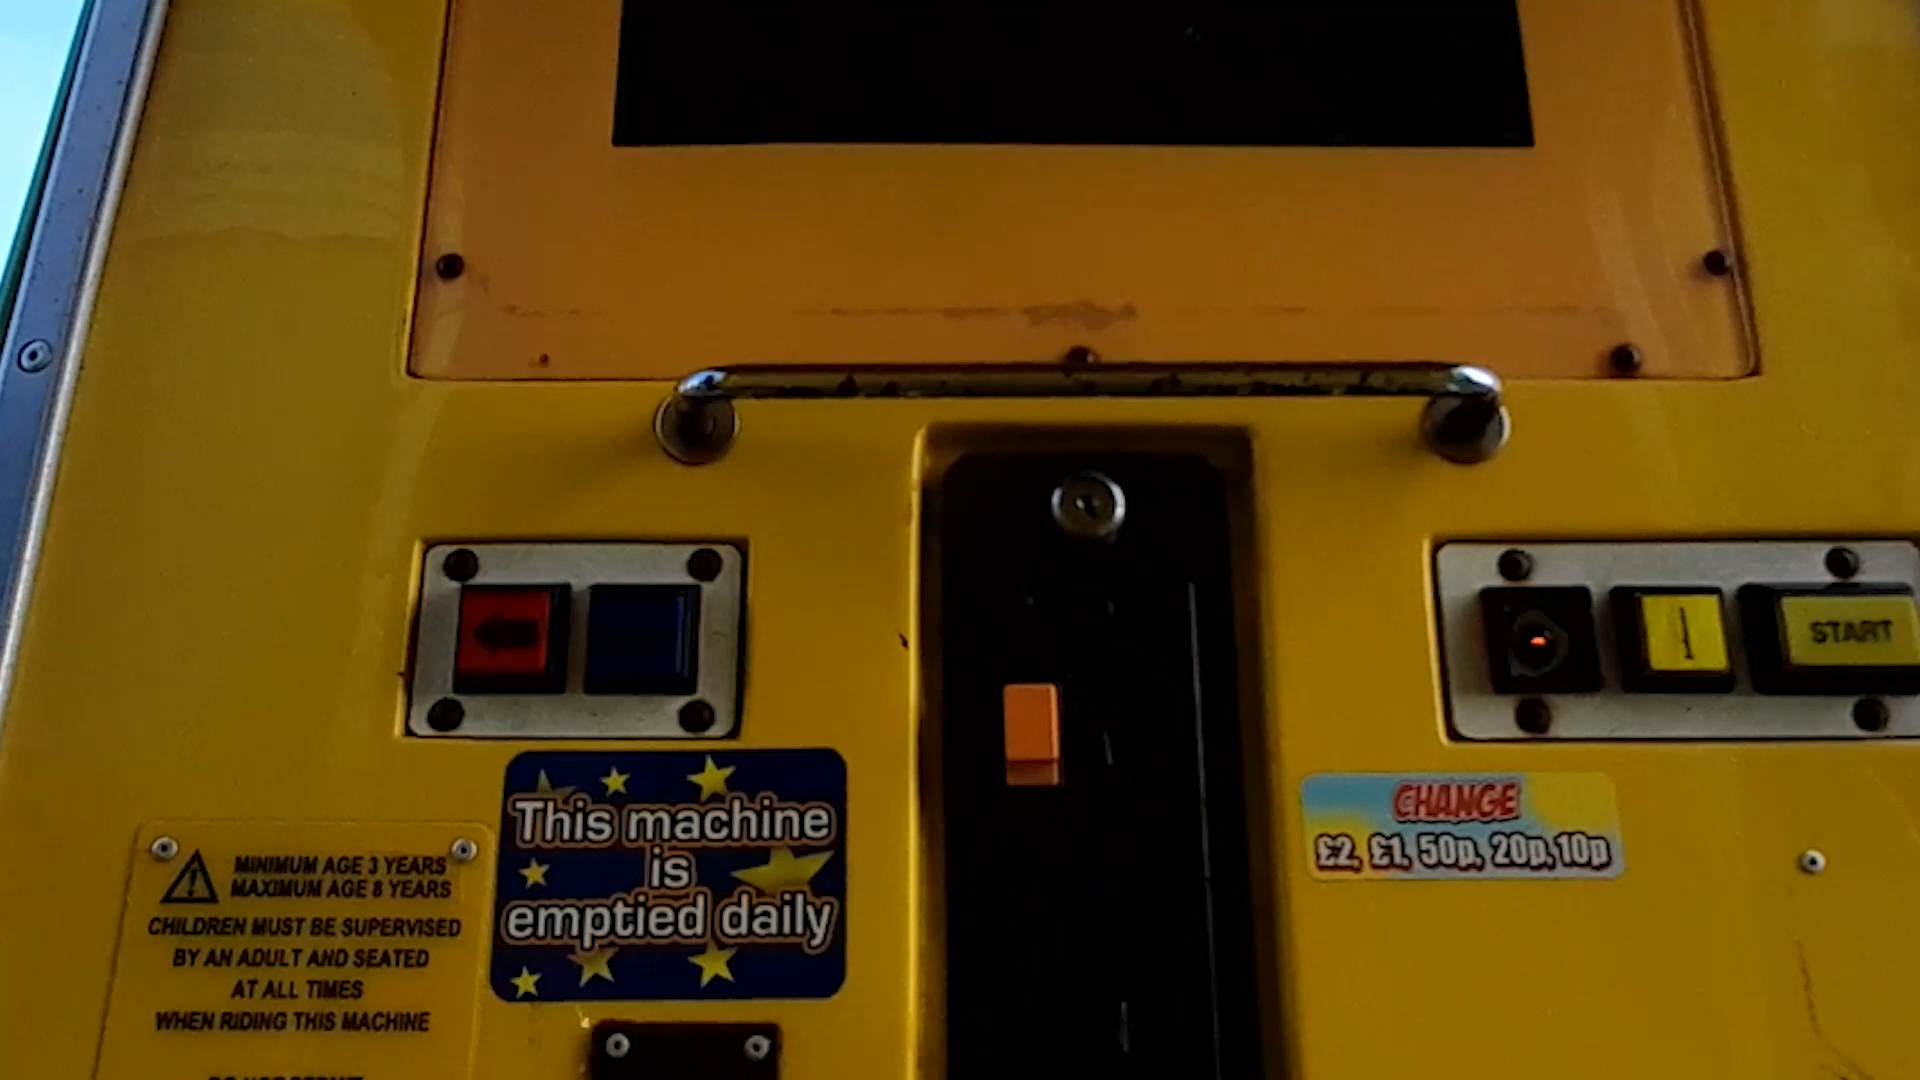 START
This machine
is
emptied daily
CHANGE
£2, £1, 50p, 20p, 10p
MINIMUM AGE 3 YEARS
MAXIMUM AGE 8 YEARS
CHILDREN MUST BE SUPERVISED
BY AN ADULT AND SEATED
AT ALL TIMES
WHEN RIDING THIS MACHINE